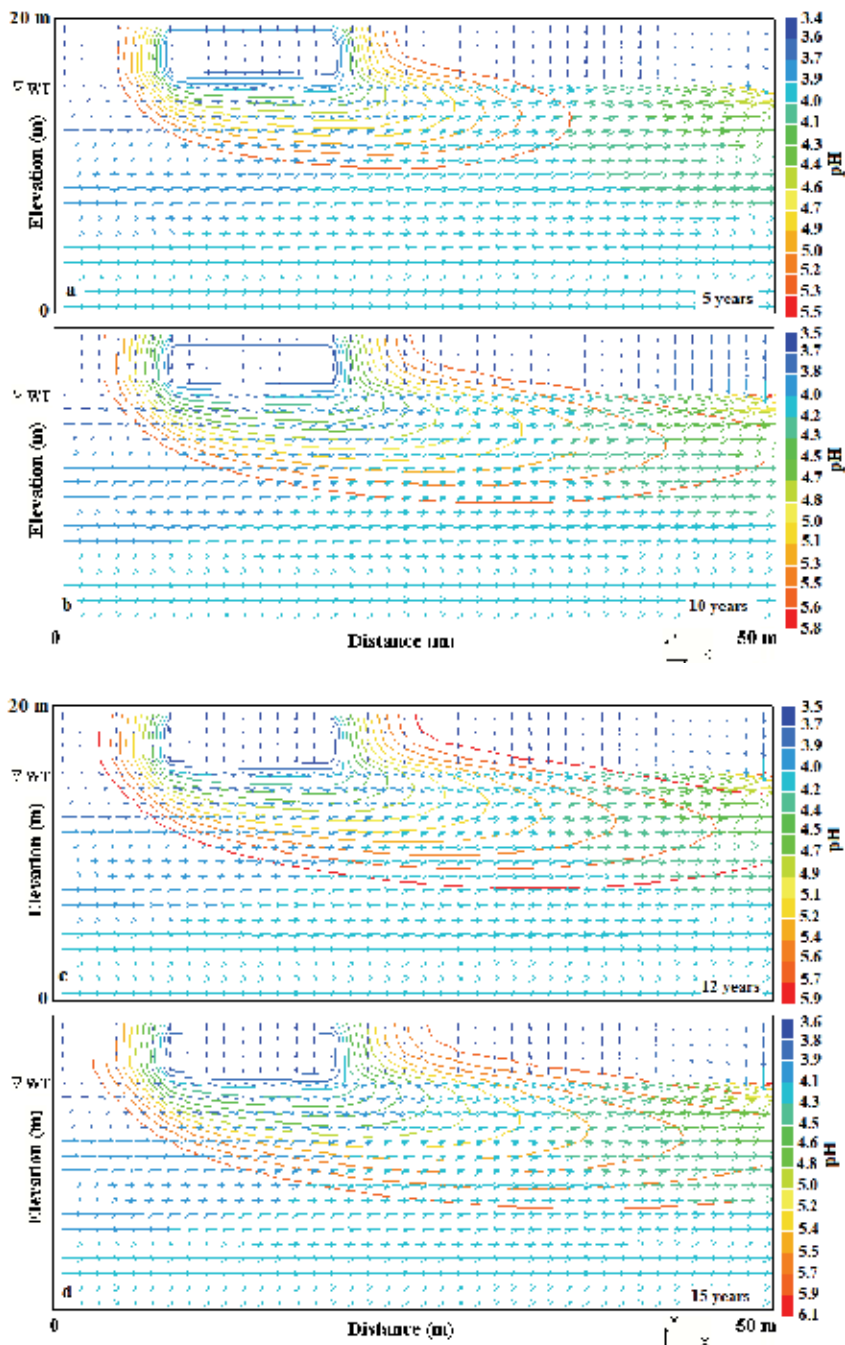 20 m
3.4
3.6
3.7
3.9
4.0
4.1
4.3
4.4
4.6
4.7
4.9
5.0
5.2
5.3
5.5
pH
WT
Elevation (m)
0
a
5 years
3.5
3.7
3.8
4.0
4.2
4.3
4.5
4.7
4.8
5.0
5.1
5.3
5.5
5.6
5.8
pH
WT
Elevation (m)
b
10 years
0
Distance (m)
50 m
20 m
3.5
3.7
3.9
4.0
4.2
4.4
4.5
4.7
4.9
5.1
5.2
5.4
5.6
5.7
5.9
pH
WT
Elevation (m)
0
c
12 years
3.6
3.8
3.9
4.1
4.3
4.5
4.6
4.8
5.0
5.2
5.4
5.5
5.7
5.9
6.1
pH
WT
Elevation (m)
d
15 years
0
Distance (m)
50 m